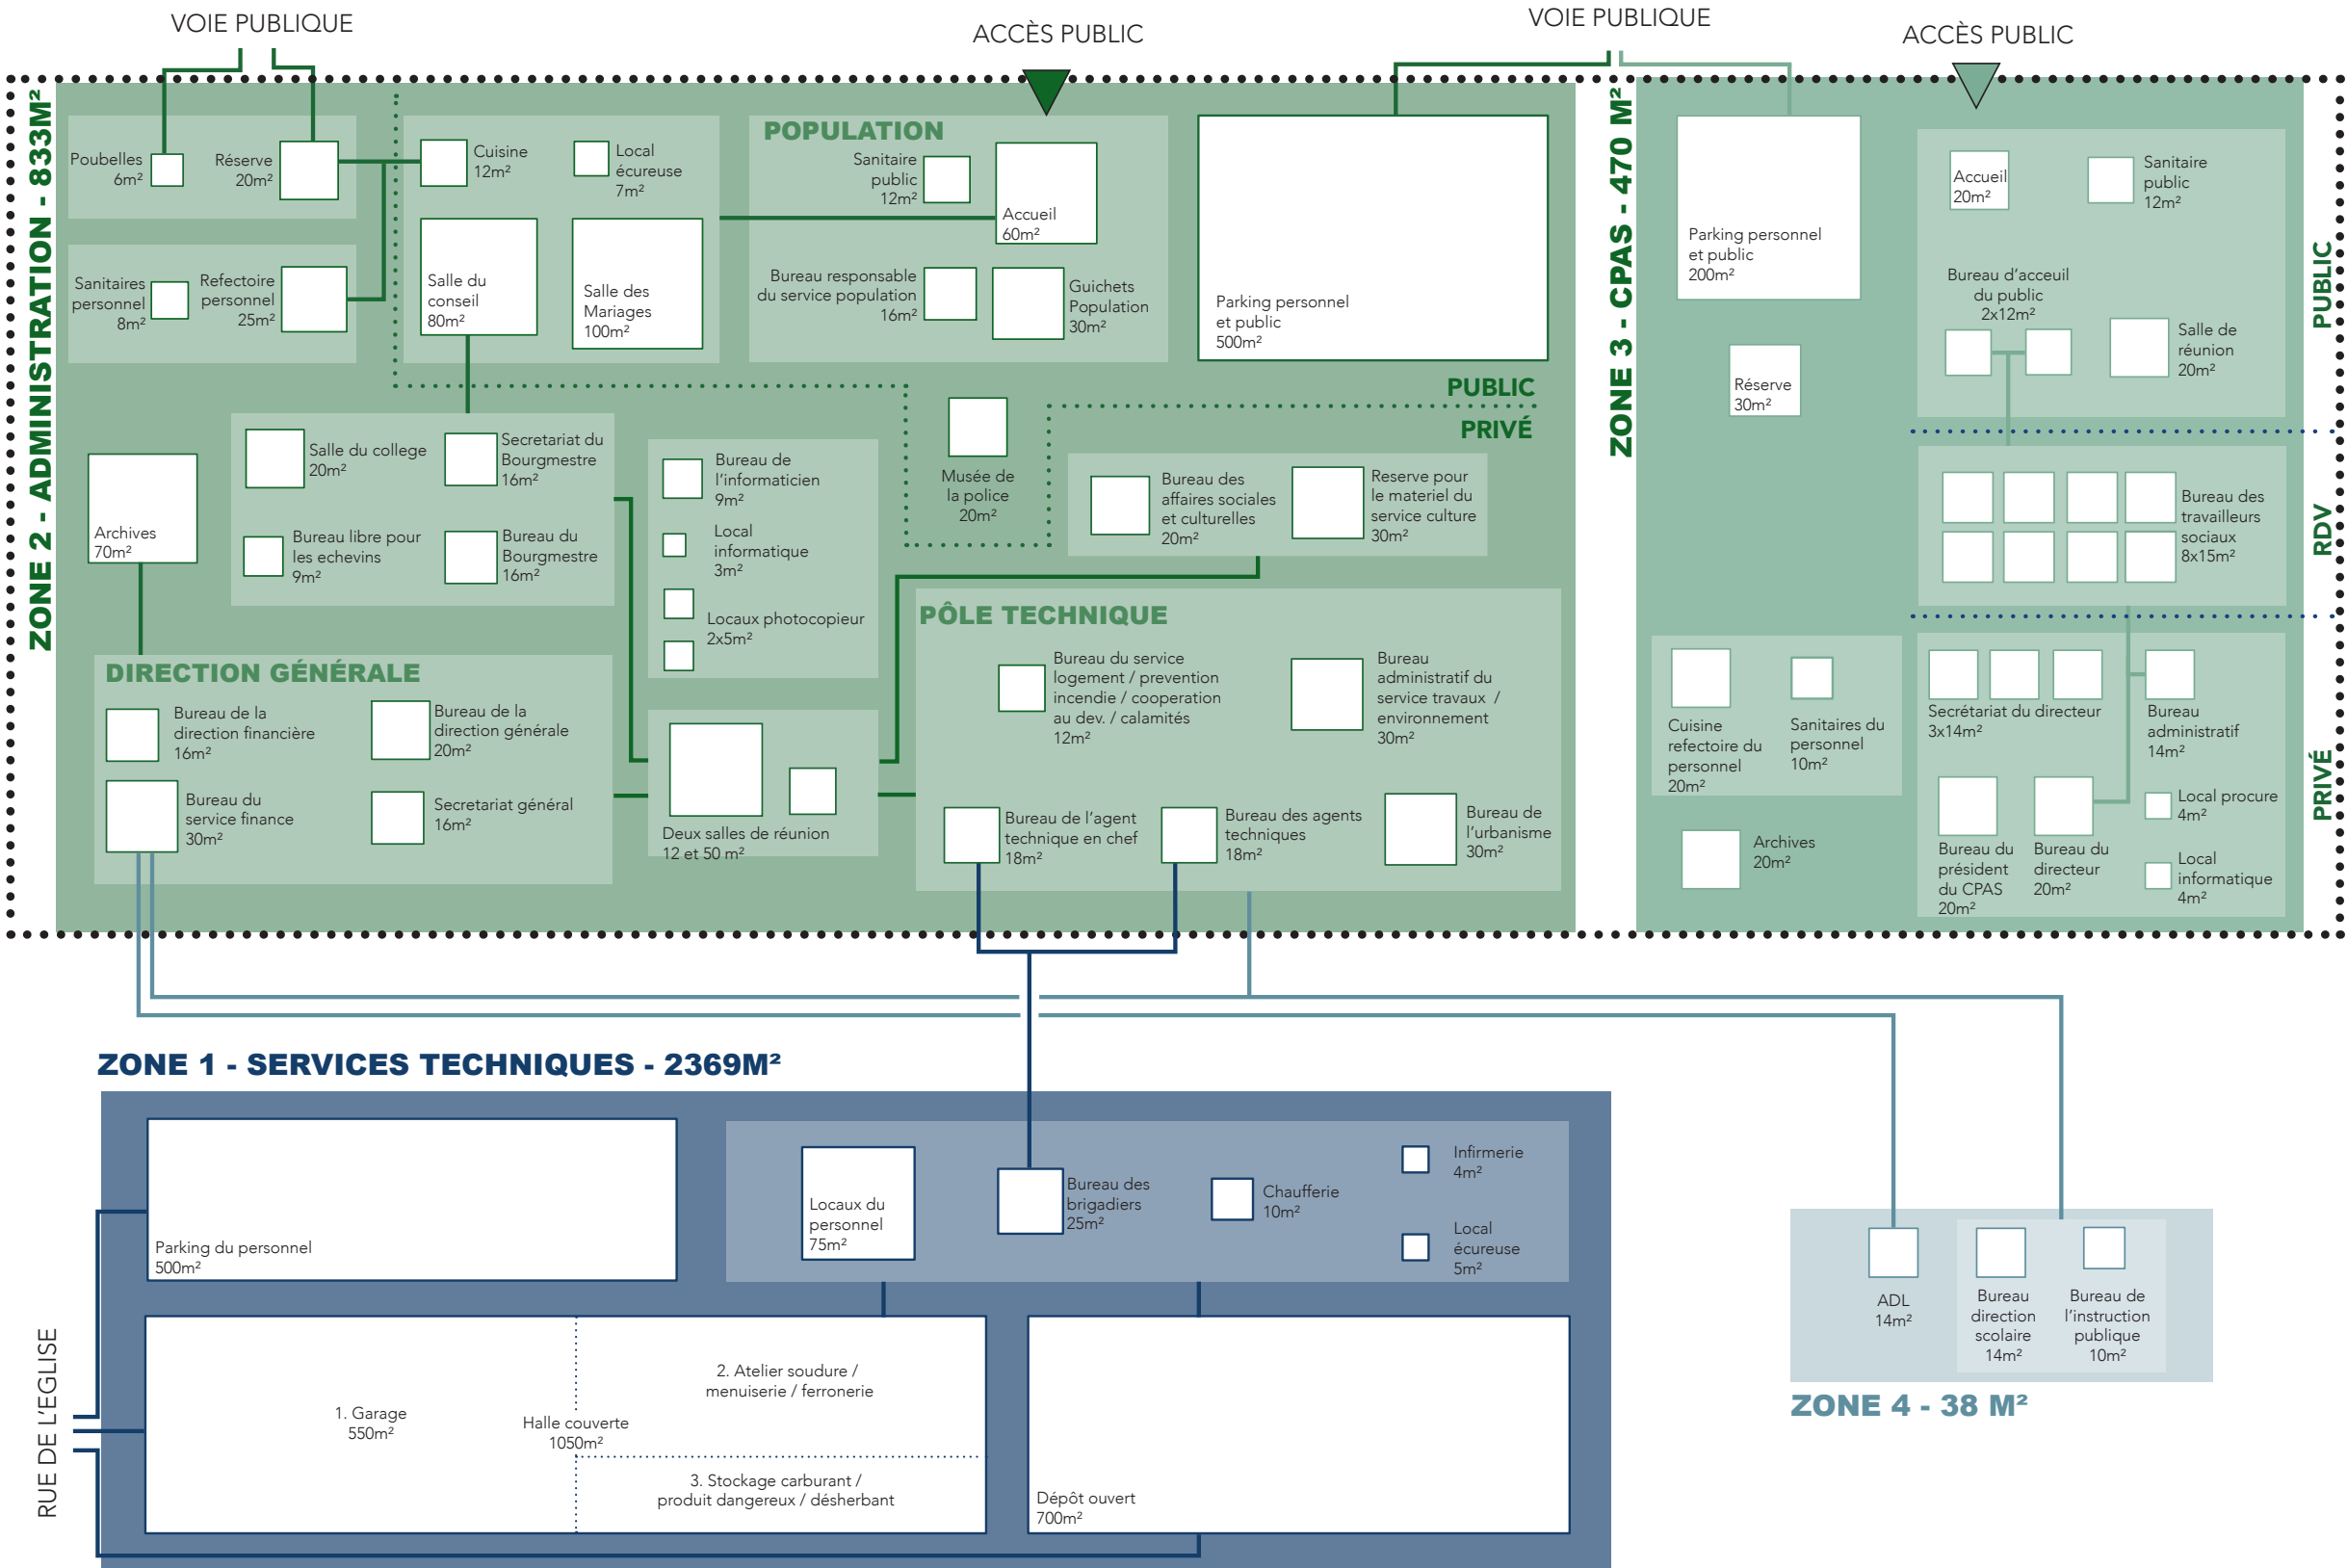 VOIE PUBLIQUE
ACCÈS PUBLIC
VOIE PUBLIQUE
ACCÈS PUBLIC
ZONE 2 - ADMINISTRATION - 833M²
Poubelles
6m²
Réserve
20m²
Cuisine
12m²
Local
écureuse
7m²
Sanitaires
personnel
8m²
Refectoire
personnel
25m²
Salle du
conseil
80m²
Salle des
Mariages
100m²
POPULATION
Sanitaire
public
12m²
Accueil
60m²
Bureau responsable
du service population
16m²
Guichets
Population
30m²
Parking personnel
et public
500m²
PUBLIC
PRIVÉ
Archives
70m²
Salle du college
20m²
Secretariat du
Bourgmestre
16m²
Bureau libre pour
les echevins
9m²
Bureau du
Bourgmestre
16m²
Bureau de
l'informaticien
9m²
Local
informatique
3m²
Locaux photocopieur
2x5m²
Musée de
la police
20m²
Bureau des
affaires sociales
et culturelles
20m²
Reserve pour
le materiel du
service culture
30m²
DIRECTION GÉNÉRALE
Bureau de la
direction financière
16m²
Bureau de la
direction générale
20m²
Bureau du
service finance
30m²
Secretariat général
16m²
Deux salles de réunion
12 et 50 m²
PÔLE TECHNIQUE
Bureau du service
logement / prevention
incendie / cooperation
au dev. / calamités
12m²
Bureau
administratif du
service travaux /
environnement
30m²
Bureau de l'agent
technique en chef
18m²
Bureau des agents
techniques
18m²
Bureau de
l'urbanisme
30m²
ZONE 3 - CPAS - 470 M²
Parking personnel
et public
200m²
Réserve
30m²
Accueil
20m²
Sanitaire
public
12m²
Bureau d'acceuil
du public
2x12m²
Salle de
réunion
20m²
PUBLIC
Bureau des
travailleurs
sociaux
8x15m²
RDV
Cuisine
refectoire du
personnel
20m²
Sanitaires du
personnel
10m²
Archives
20m²
Secrétariat du directeur
3x14m²
Bureau
administratif
14m²
Bureau du
président
du CPAS
20m²
Bureau du
directeur
20m²
Local procure
4m²
Local
informatique
4m²
PRIVÉ
ZONE 1 - SERVICES TECHNIQUES - 2369M²
Parking du personnel
500m²
Locaux du
personnel
75m²
Bureau des
brigadiers
25m²
Chaufferie
10m²
Infirmerie
4m²
Local
écureuse
5m²
RUE DE L'EGLISE
1. Garage
550m²
Halle couverte
1050m²
2. Atelier soudure /
menuiserie / ferronerie
3. Stockage carburant /
produit dangereux / désherbant
Dépôt ouvert
700m²
ADL
14m²
Bureau
direction
scolaire
14m²
Bureau de
l'instruction
publique
10m²
ZONE 4 - 38 M²